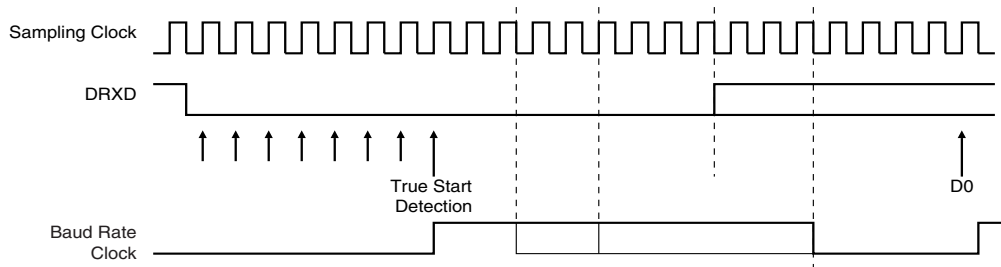 Sampling Clock
DRXD
True Start
Detection
D0
Baud Rate
Clock